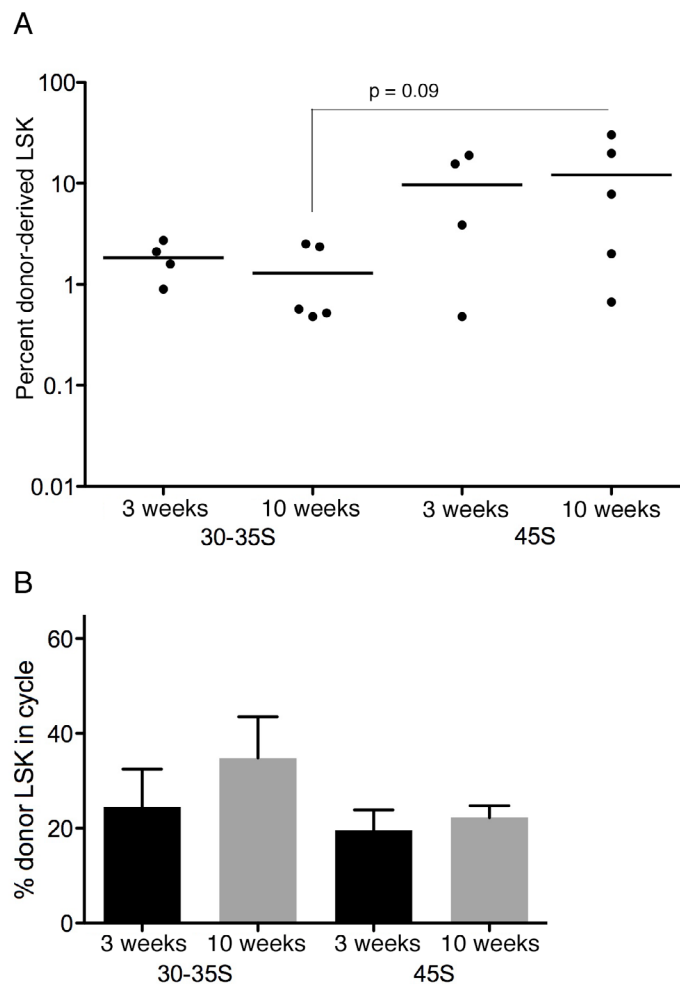 A
Percent donor-derived LSK
100
10
1
0.1
0.01
p = 0.09
3 weeks 10 weeks 3 weeks 10 weeks
30-35S 45S
B
% donor LSK in cycle
60
40
20
0
3 weeks 10 weeks 3 weeks 10 weeks
30-35S 45S